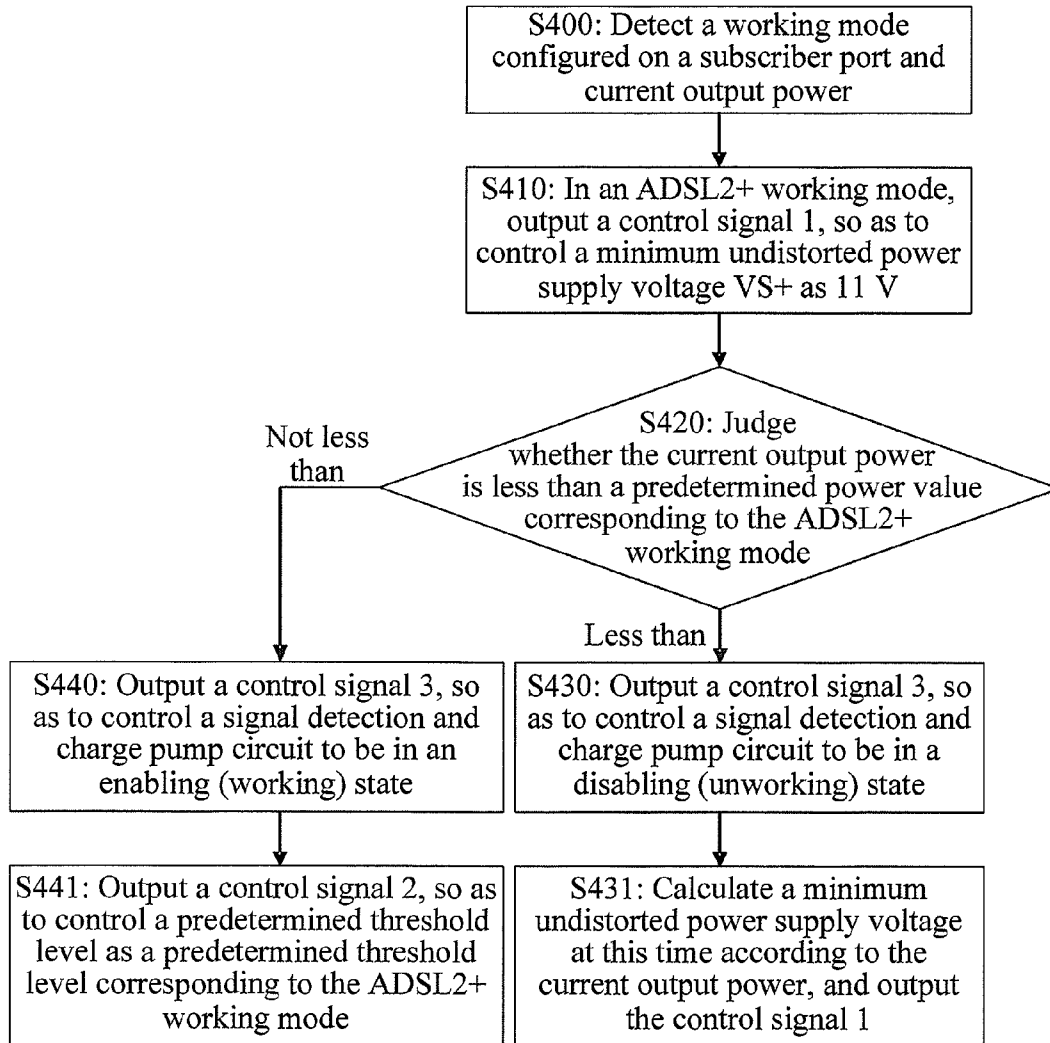 S400: Detect a working mode
configured on a subscriber port and
current output power
S410: In an ADSL2+ working mode,
output a control signal 1, so as to
control a minimum undistorted power
supply voltage VS+ as 11 V
S420: Judge
whether the current output power
is less than a predetermined power value
corresponding to the ADSL2+
working mode
Not less
than
Less than
S440: Output a control signal 3, so
as to control a signal detection and
charge pump circuit to be in an
enabling (working) state
S430: Output a control signal 3, so
as to control a signal detection and
charge pump circuit to be in a
disabling (unworking) state
S441: Output a control signal 2, so as
to control a predetermined threshold
level as a predetermined threshold
level corresponding to the ADSL2+
working mode
S431: Calculate a minimum
undistorted power supply voltage
at this time according to the
current output power, and output
the control signal 1